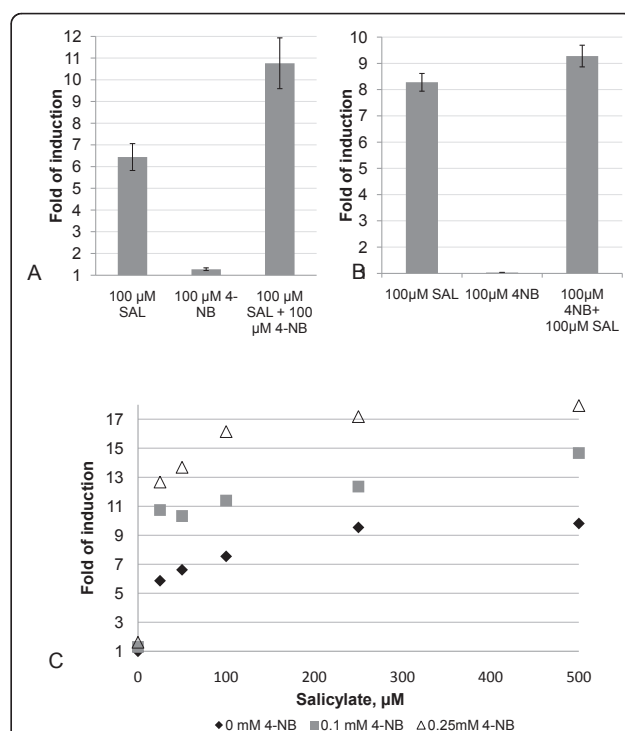 12
11
10
9
8
7
6
5
4
3
2
1
Fold of induction
A
100 µM SAL
100 µM 4-NB
100 µM SAL + 100 µM 4-NB
10
9
8
7
6
5
4
3
2
1
Fold of induction
B
100µM SAL
100µM 4NB
100µM 4NB+ 100µM SAL
17
15
13
11
9
7
5
3
1
Fold of induction
C
0 100 200 300 400 500
Salicylate, µM
0 mM 4-NB 0.1 mM 4-NB 0.25mM 4-NB